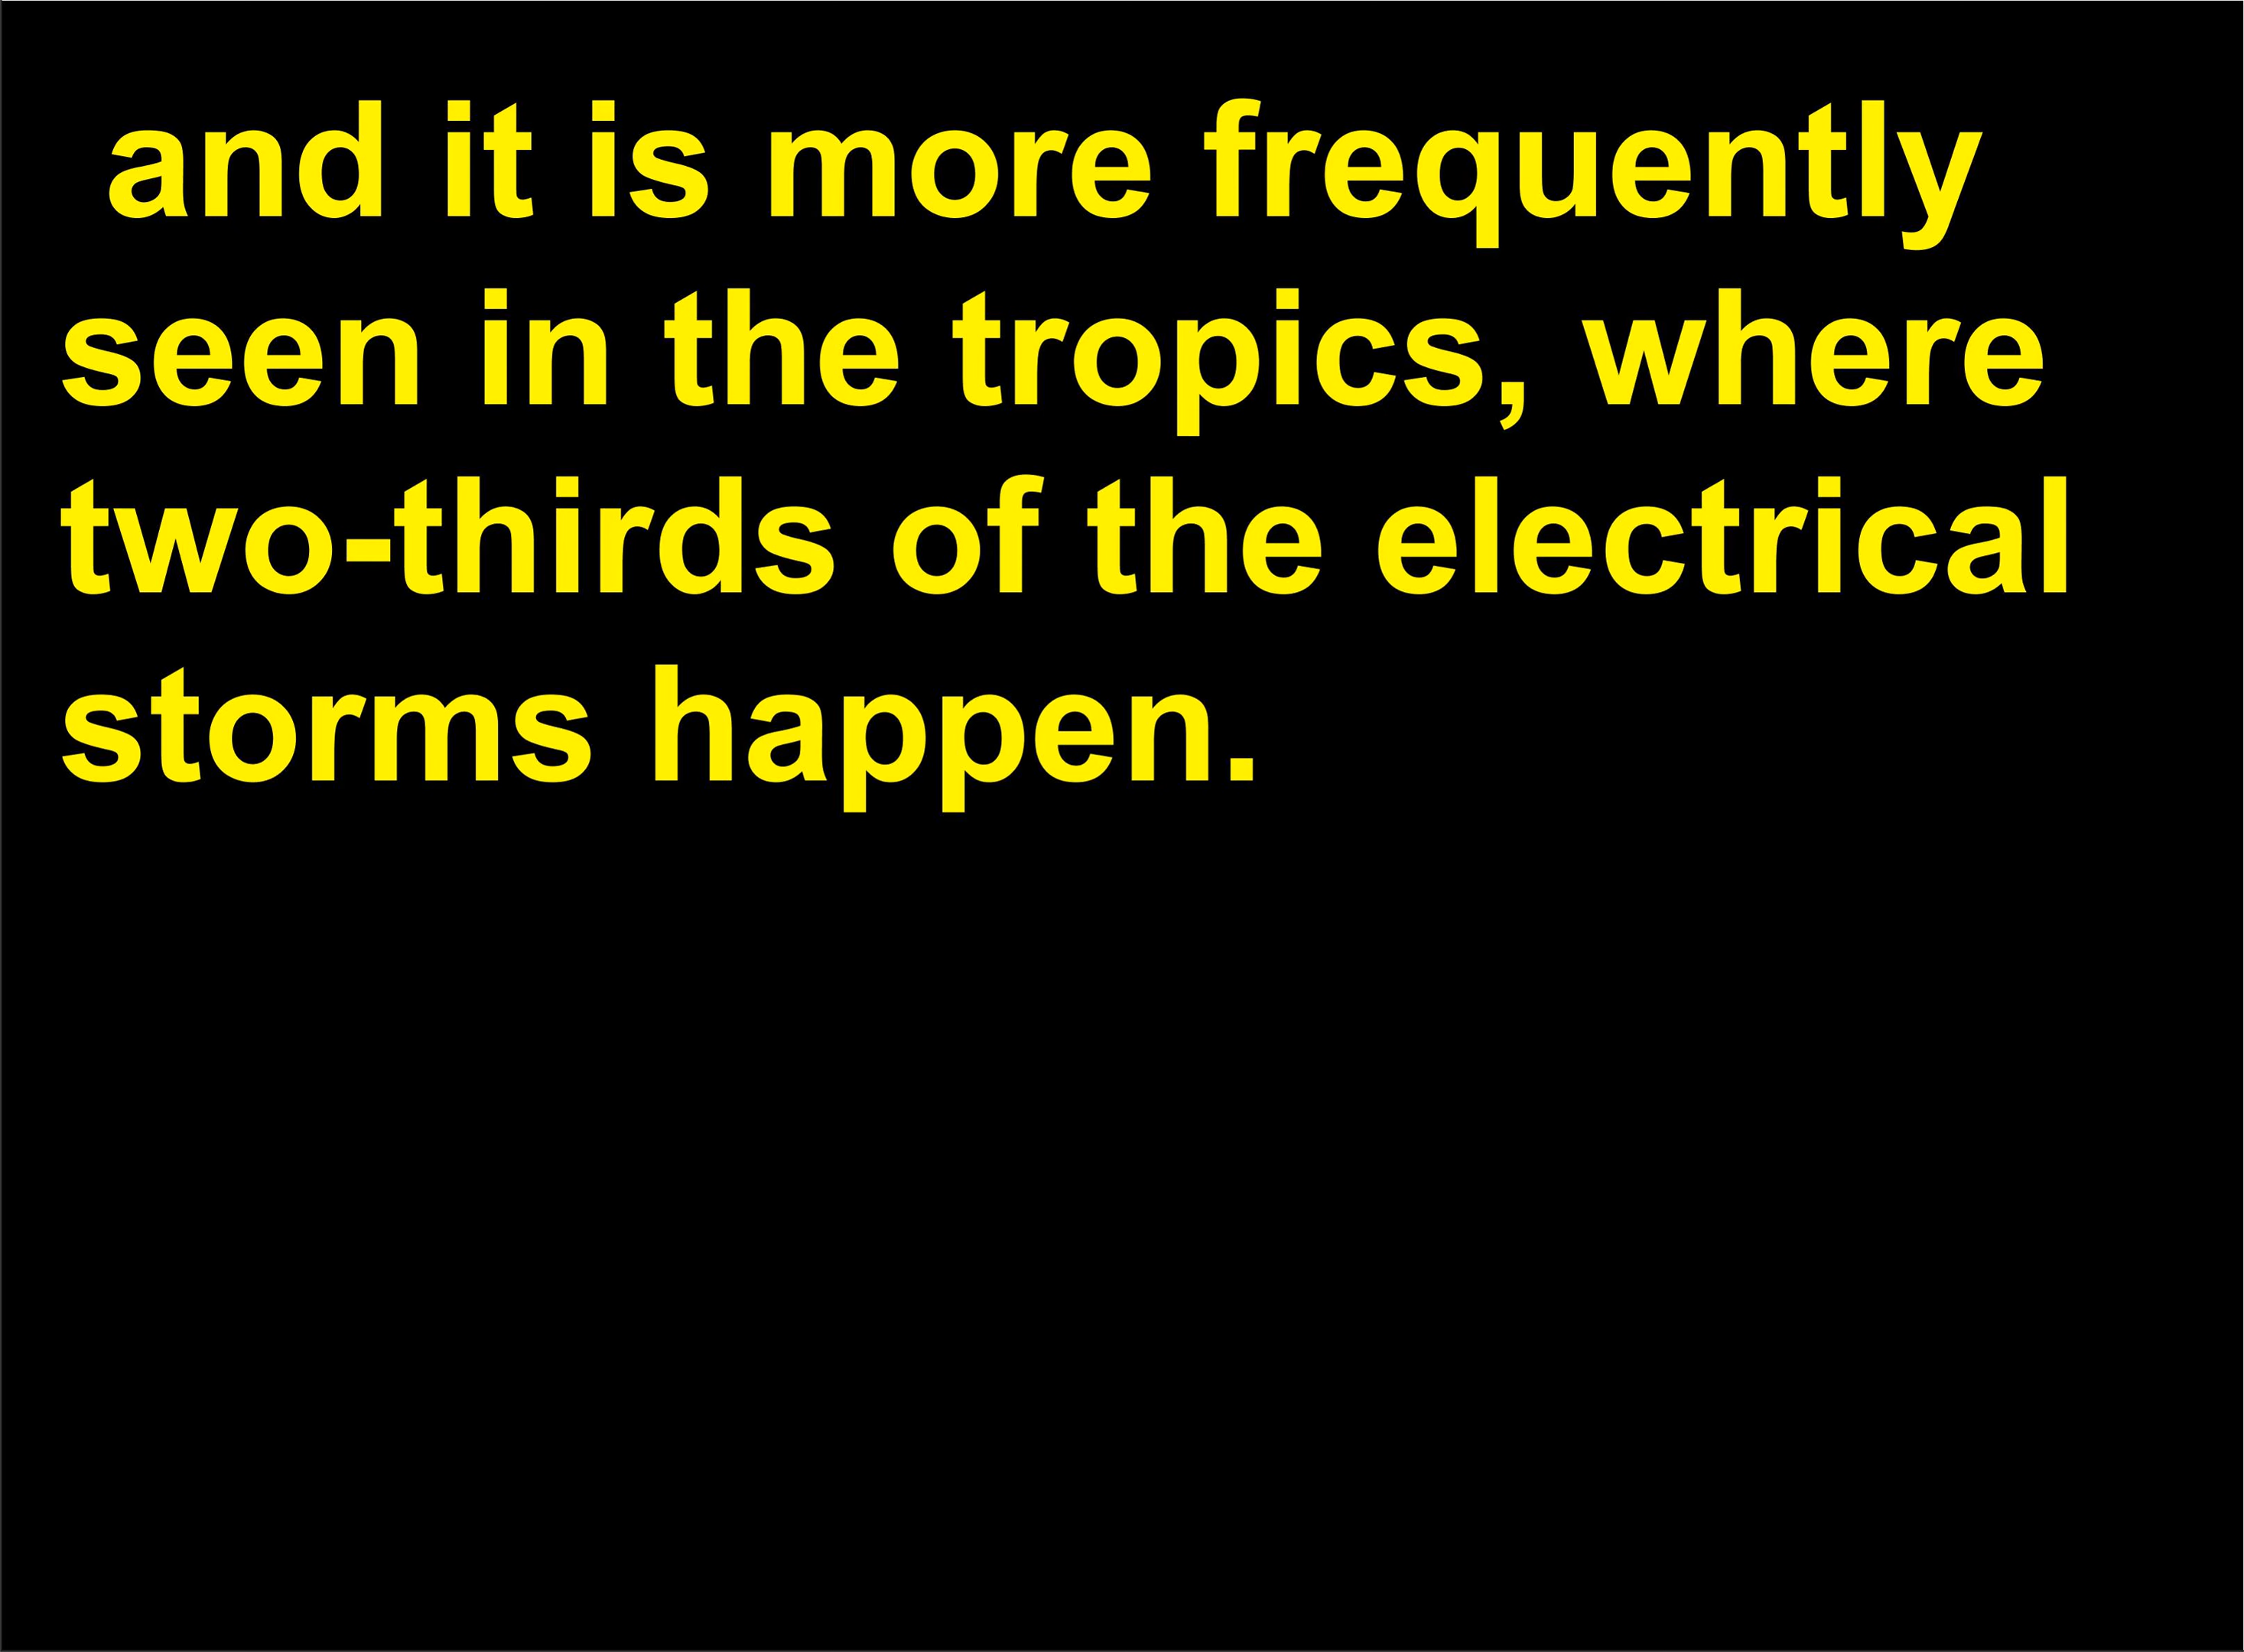 and it is more frequently
seen in the tropics, where
two-thirds of the electrical
storms happen.